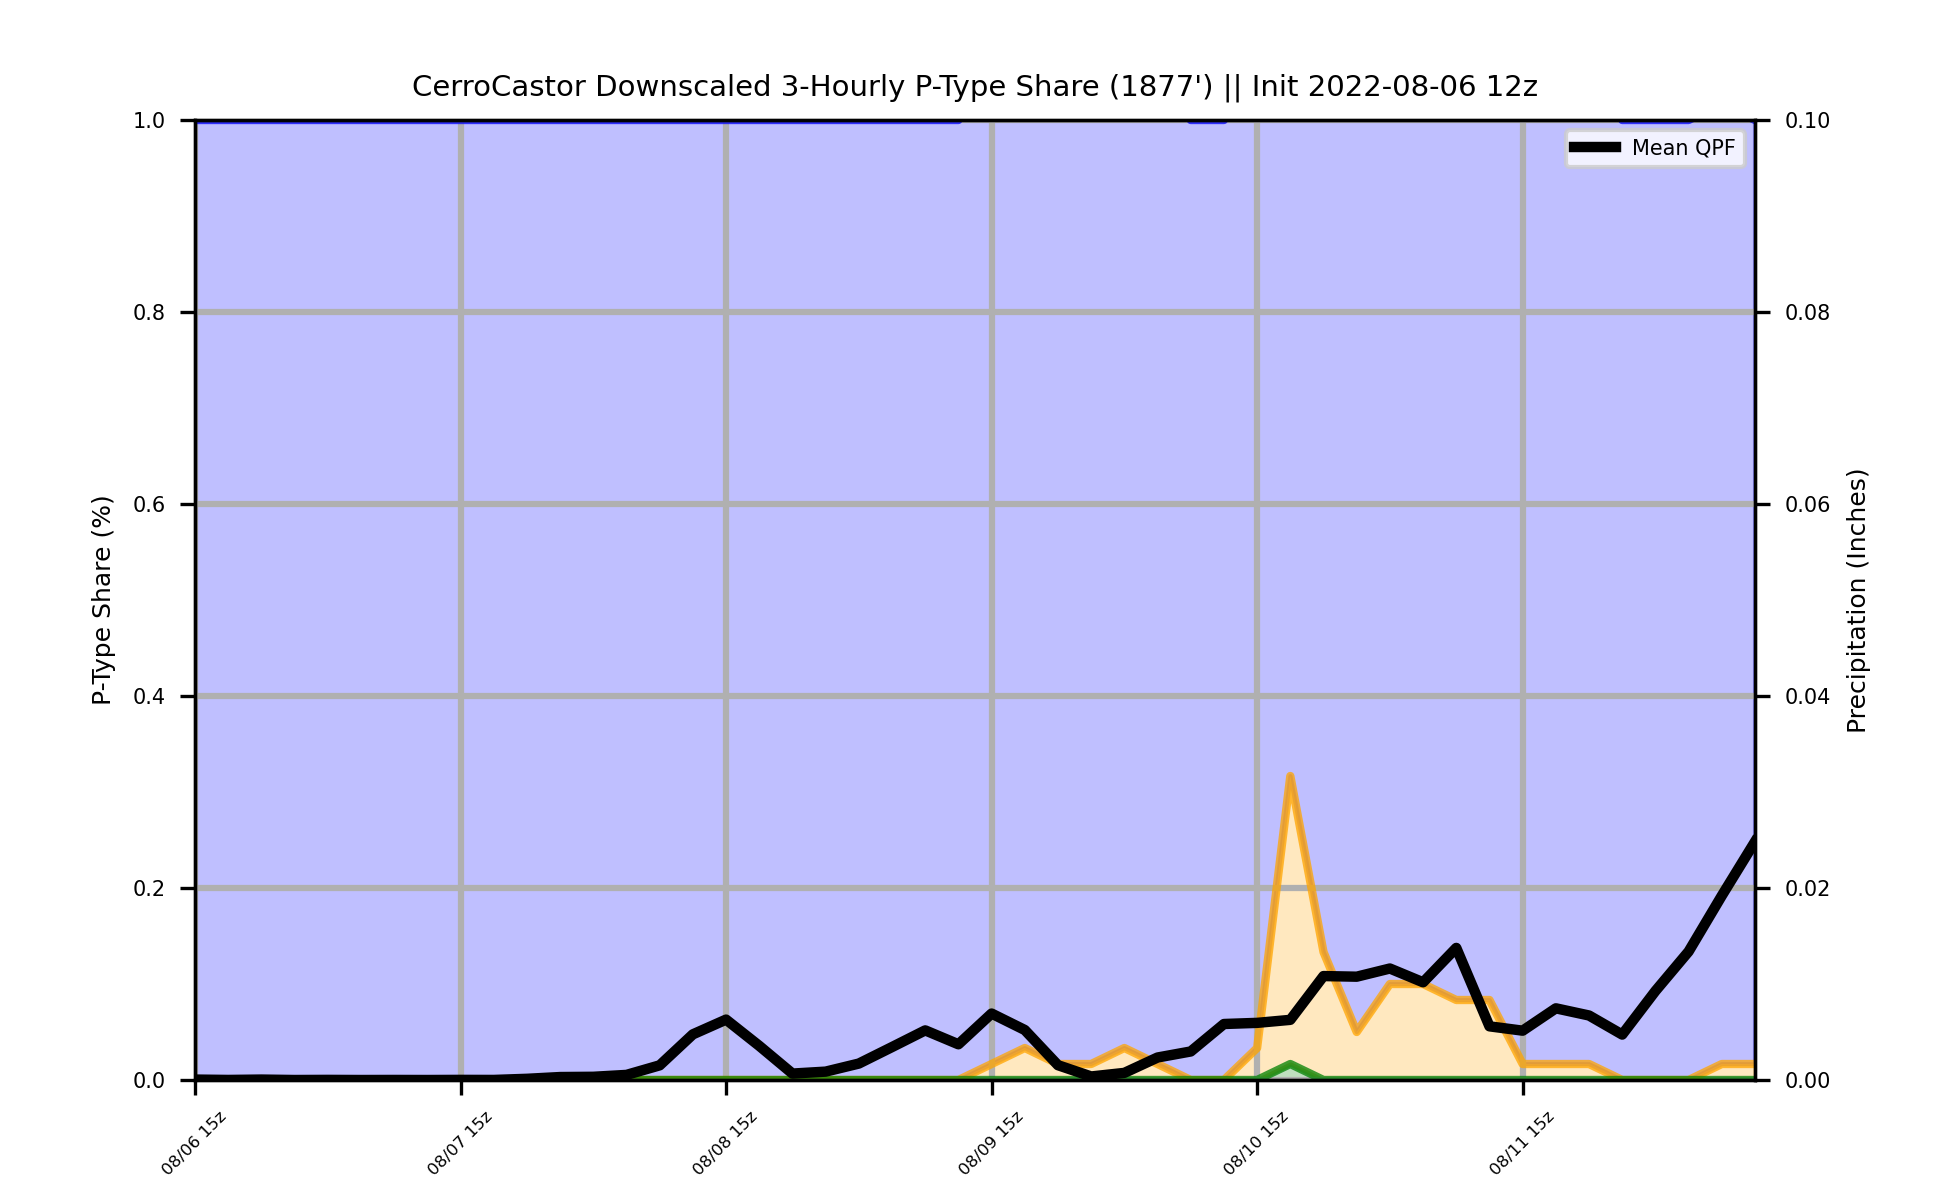 CerroCastor Downscaled 3-Hourly P-Type Share (1877') || Init 2022-08-06 12z
Mean QPF
P-Type Share (%)
1.0
0.8
0.6
0.4
0.2
0.0
0.10
0.08
0.06
0.04
0.02
0.00
Precipitation (Inches)
08/06 15z
08/07 15z
08/08 15z
08/09 15z
08/10 15z
08/11 15z